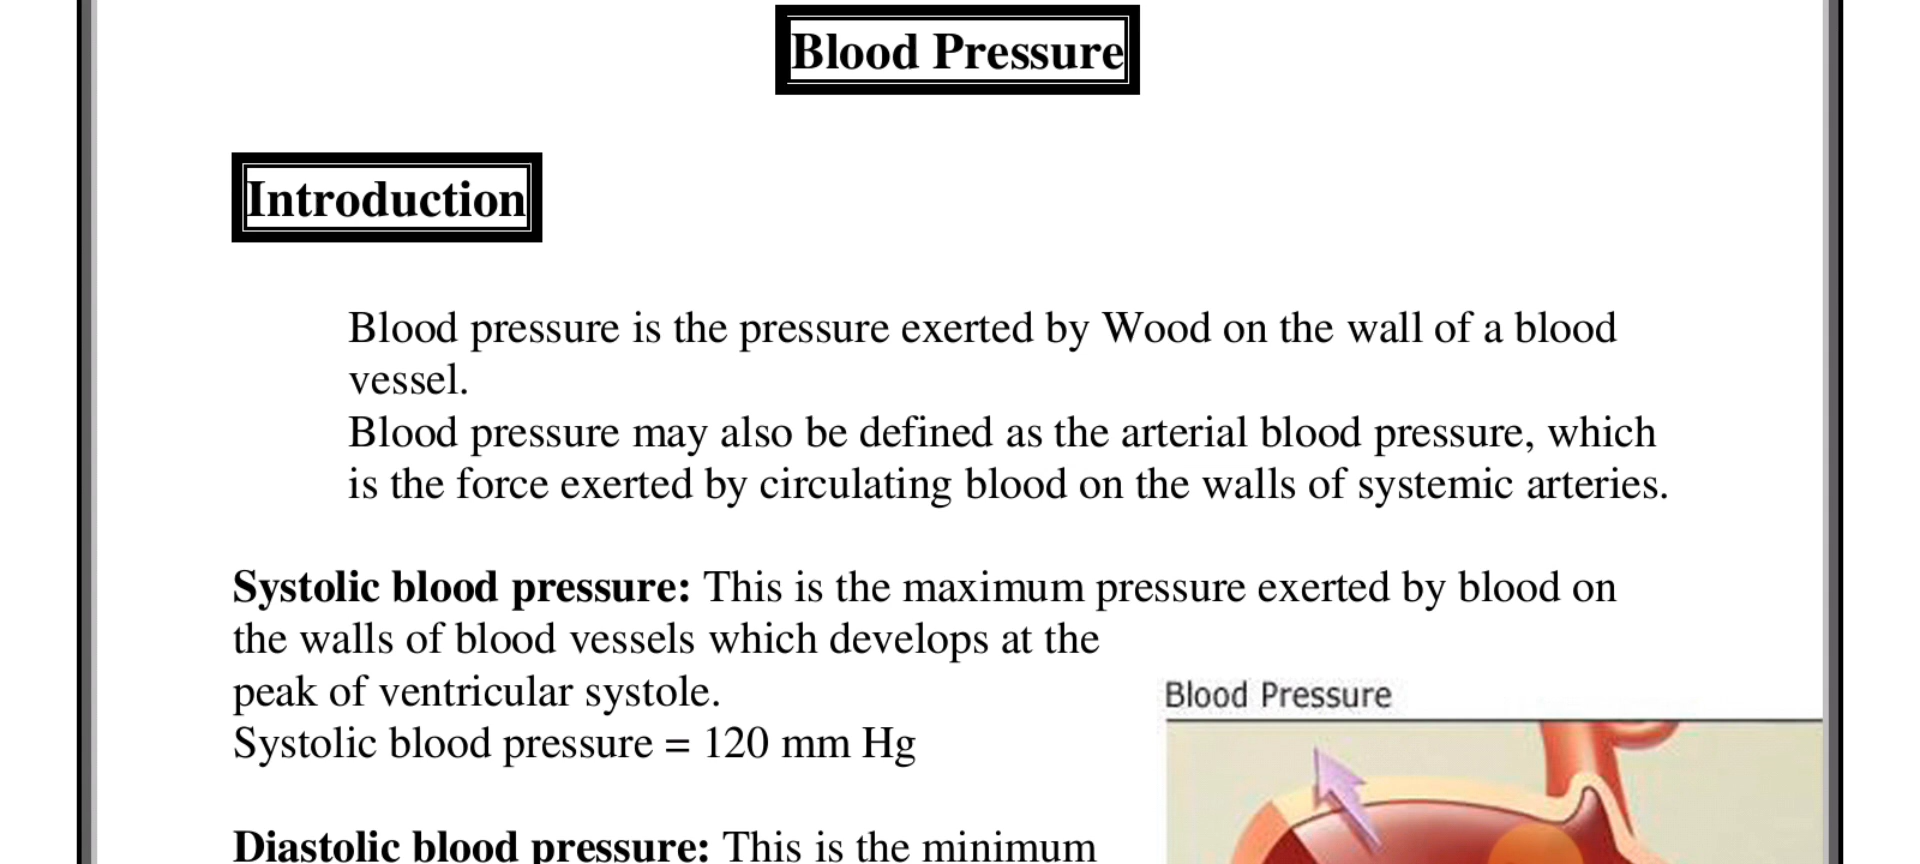 Blood Pressure
Introduction
Blood pressure is the pressure exerted by Wood on the wall of a blood
vessel.
Blood pressure may also be defined as the arterial blood pressure, which
is the force exerted by circulating blood on the walls of systemic arteries.
Systolic blood pressure: This is the maximum pressure exerted by blood on
the walls of blood vessels which develops at the
peak of ventricular systole.
Systolic blood pressure = 120 mm Hg
Blood Pressure
Diastolic blood pressure: This is the minimum